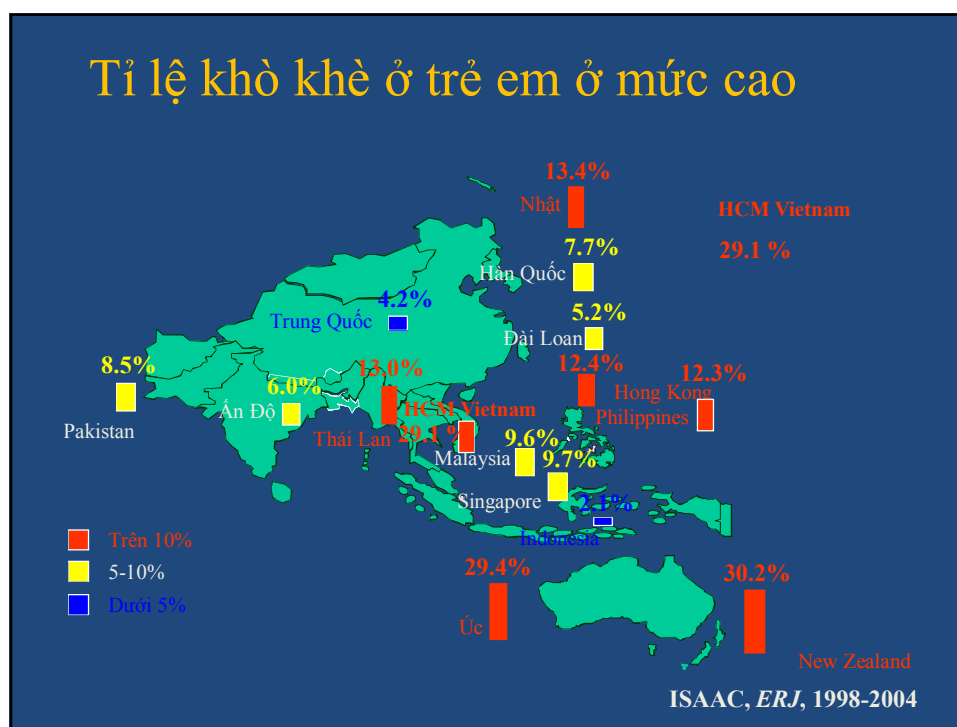 Tỉ lệ khò khè ở trẻ em ở mức cao
13.4%
Nhật
HCM Vietnam
29.1 %
7.7%
Hàn Quốc
4.2%
Trung Quốc
5.2%
Đài Loan
8.5%
Pakistan
6.0%
Ấn Độ
13.0%
Thái Lan
HCM Vietnam
29.1 %
12.4%
Hong Kong
12.3%
Philippines
9.6%
Malaysia
9.7%
Singapore
2.1%
Indonesia
Trên 10%
5-10%
Dưới 5%
29.4%
Úc
30.2%
New Zealand
ISAAC, ERJ, 1998-2004